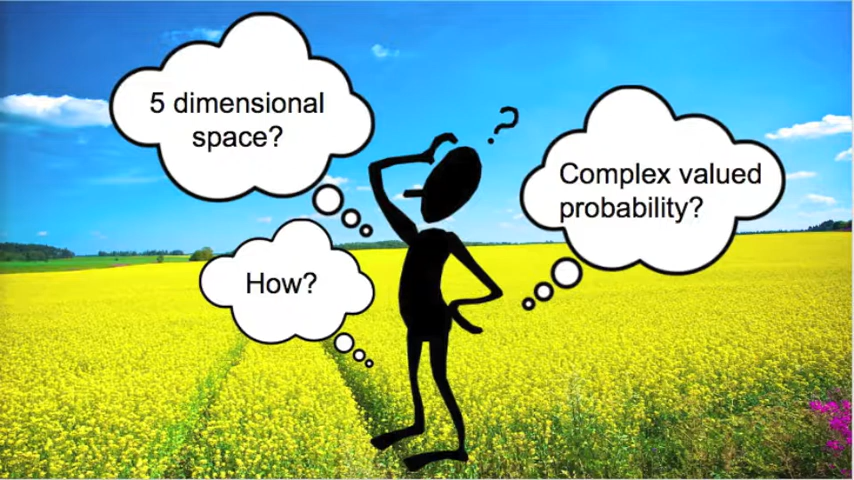 5 dimensional
space?
?
Complex valued
probability?
How?